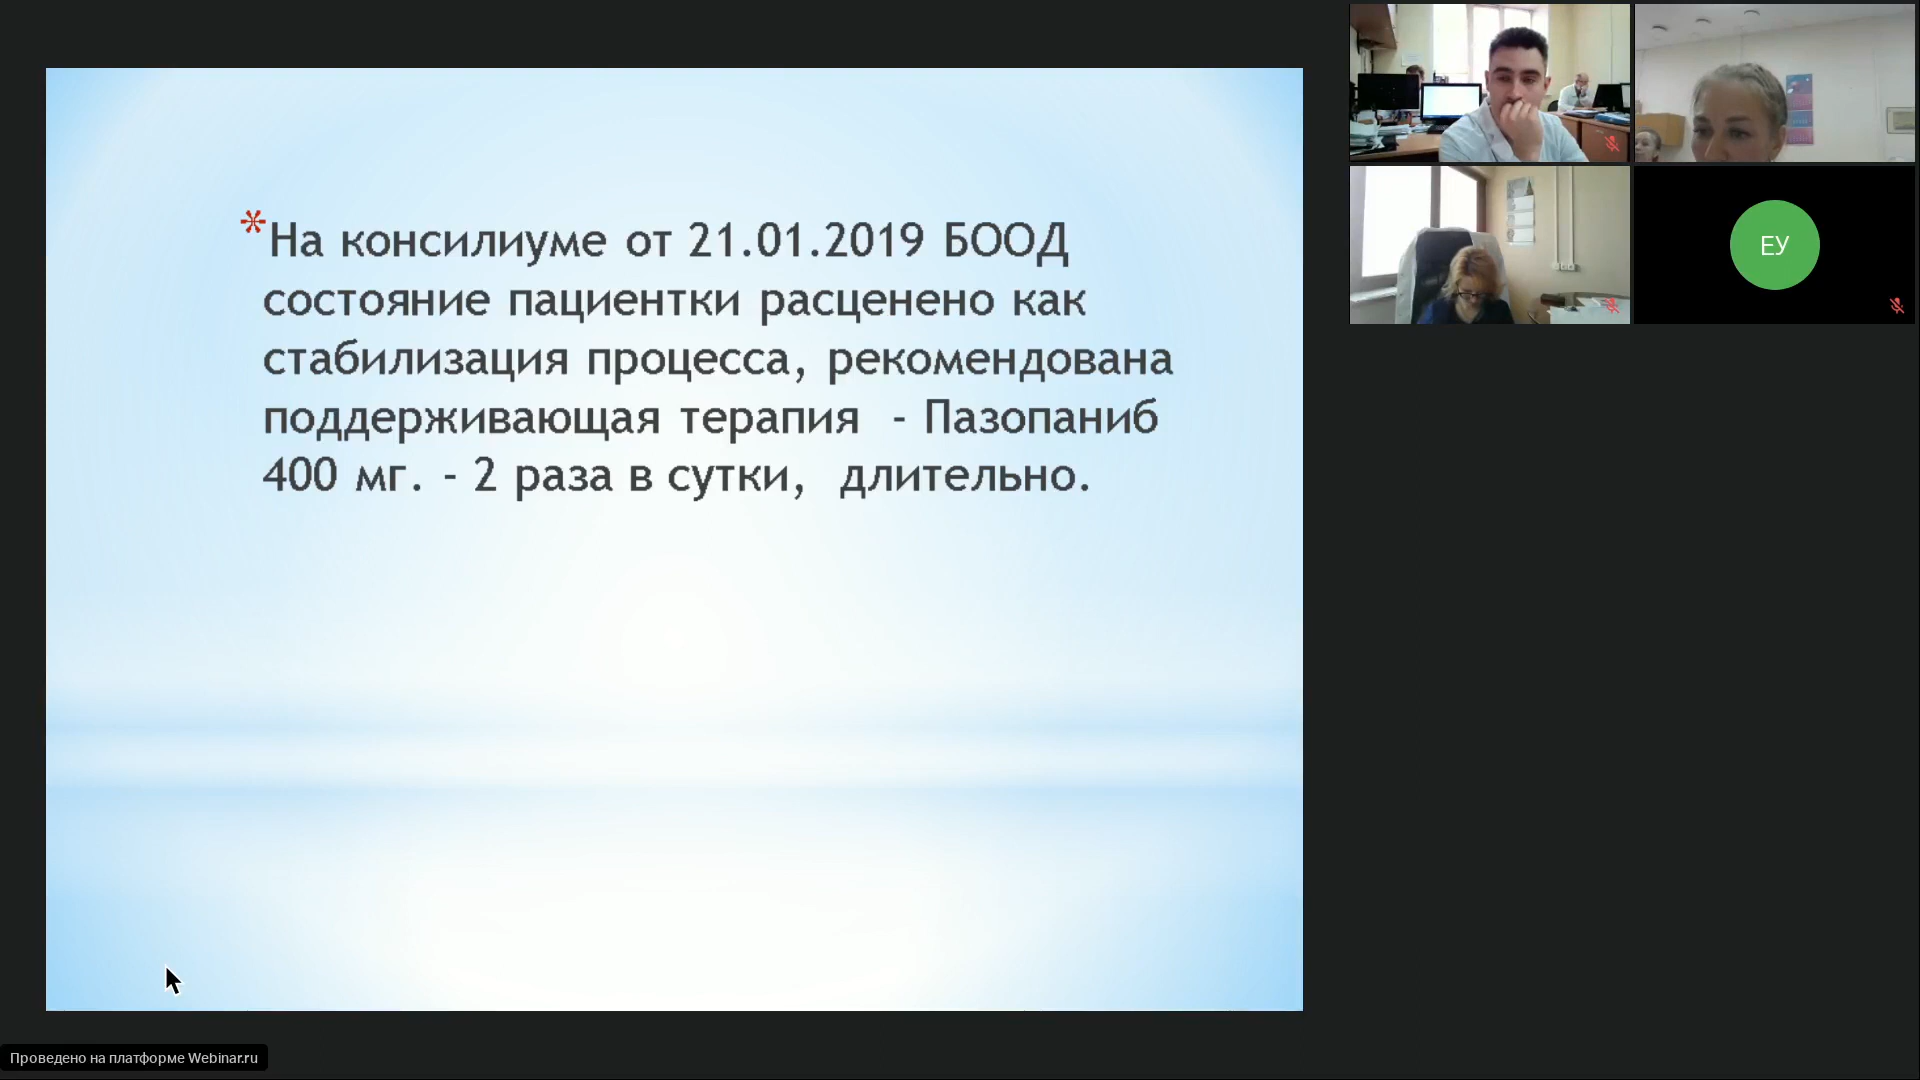 *На консилиуме от 21.01.2019 БООД
состояние пациентки расценено как
стабилизация процесса, рекомендована
поддерживающая терапия - Пазопаниб
400 мг. - 2 раза в сутки, длительно.
ЕУ
Проведено на платформе Webinar.ru